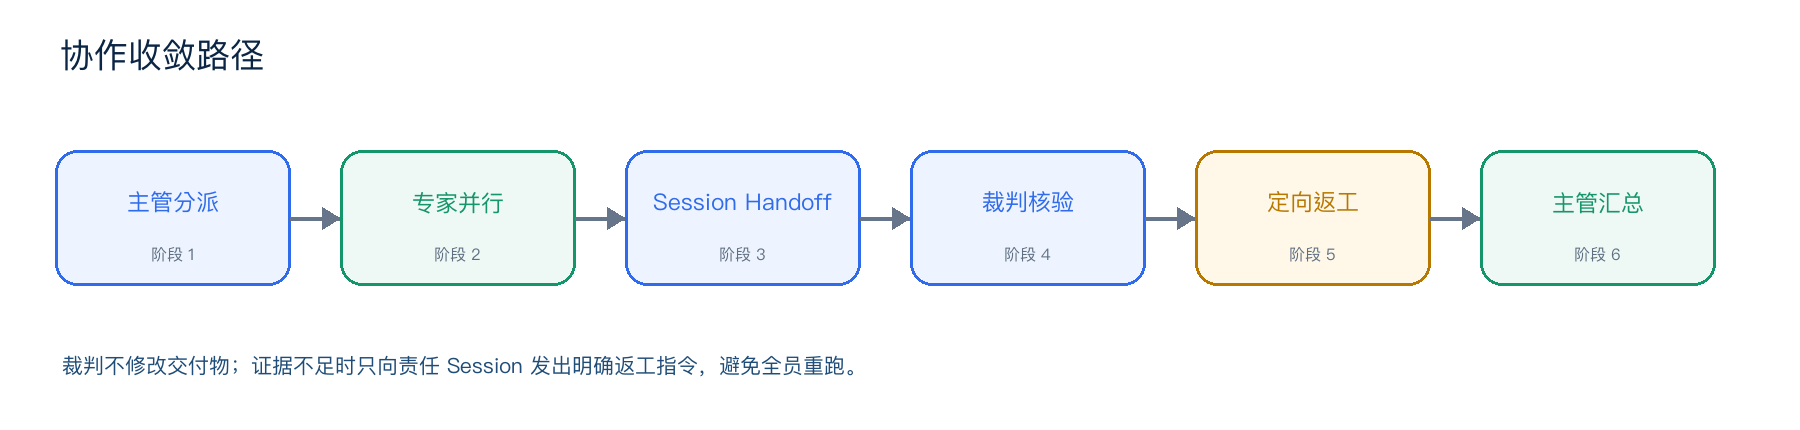 协作收敛路径
主管分派
阶段 1
专家并行
阶段 2
Session Handoff
阶段 3
裁判核验
阶段 4
定向返工
阶段 5
主管汇总
阶段 6
裁判不修改交付物；证据不足时只向责任 Session 发出明确返工指令，避免全员重跑。